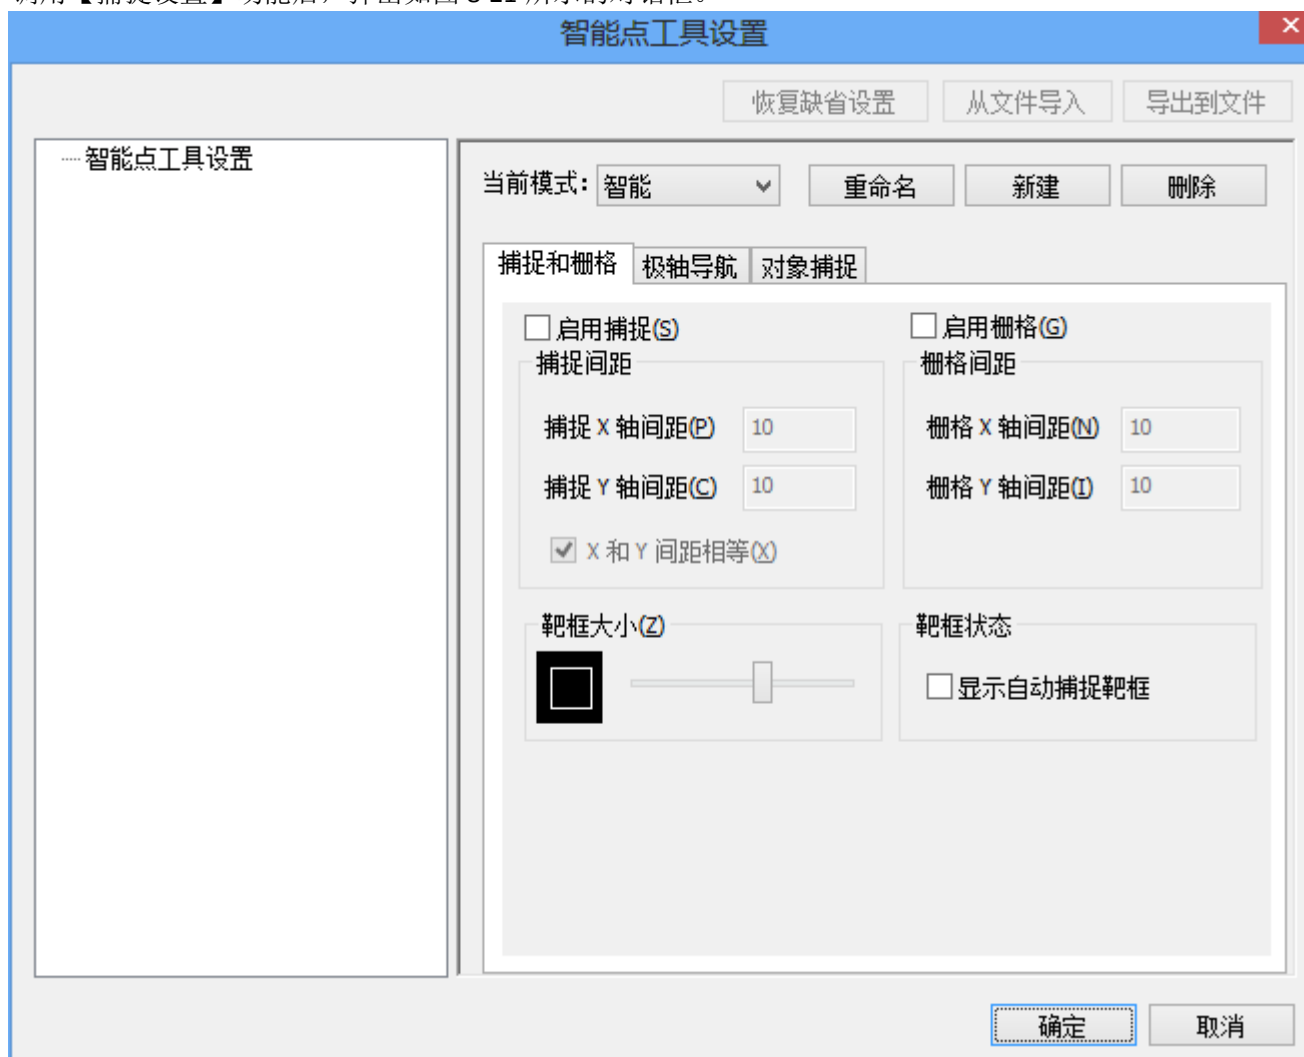 智能点工具设置
恢复缺省设置 从文件导入 导出到文件
智能点工具设置
当前模式: 智能 重命名 新建 删除
捕捉和栅格 极轴导航 对象捕捉
启用捕捉(S) 启用栅格(G)
捕捉间距 栅格间距
捕捉 X 轴间距(P) 10 栅格 X 轴间距(N) 10
捕捉 Y 轴间距(C) 10 栅格 Y 轴间距(I) 10
X 和 Y 间距相等(X)
靶框大小(Z) 靶框状态
显示自动捕捉靶框
确定 取消